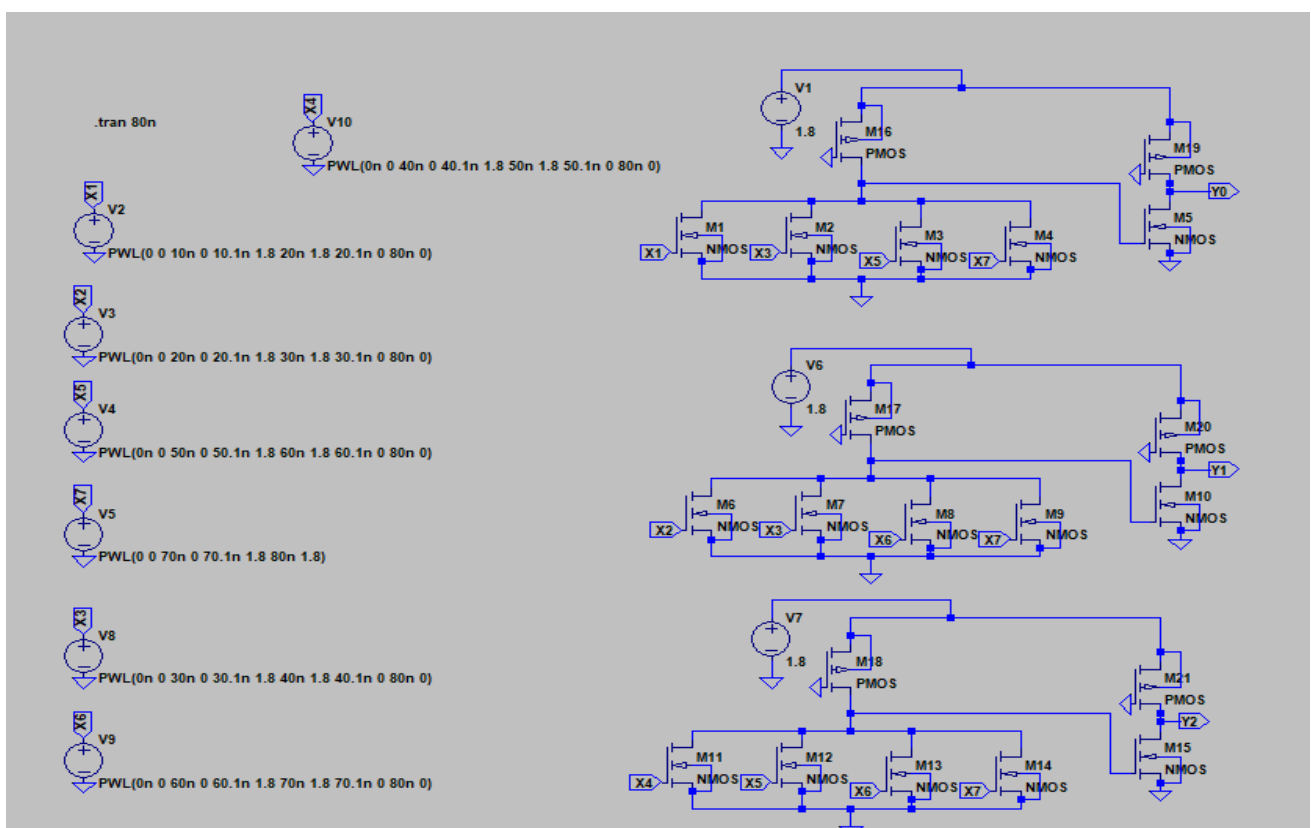 .tran 80n
X4
V10
PWL(0n 0 40n 0 40.1n 1.8 50n 1.8 50.1n 0 80n 0)
X1
V2
PWL(0 0 10n 0 10.1n 1.8 20n 1.8 20.1n 0 80n 0)
X2
V3
PWL(0n 0 20n 0 20.1n 1.8 30n 1.8 30.1n 0 80n 0)
X5
V4
PWL(0n 0 50n 0 50.1n 1.8 60n 1.8 60.1n 0 80n 0)
X7
V5
PWL(0 0 70n 0 70.1n 1.8 80n 1.8)
X3
V8
PWL(0n 0 30n 0 30.1n 1.8 40n 1.8 40.1n 0 80n 0)
X6
V9
PWL(0n 0 60n 0 60.1n 1.8 70n 1.8 70.1n 0 80n 0)
V1
1.8
M16
PMOS
M19
PMOS
Y0
M1
NMOS
X1
M2
NMOS
X3
M3
NMOS
X5
M4
NMOS
X7
M5
NMOS
V6
1.8
M17
PMOS
M20
PMOS
Y1
M6
NMOS
X2
M7
NMOS
X3
M8
NMOS
X6
M9
NMOS
X7
M10
NMOS
V7
1.8
M18
PMOS
M21
PMOS
Y2
M11
NMOS
X4
M12
NMOS
X5
M13
NMOS
X6
M14
NMOS
X7
M15
NMOS